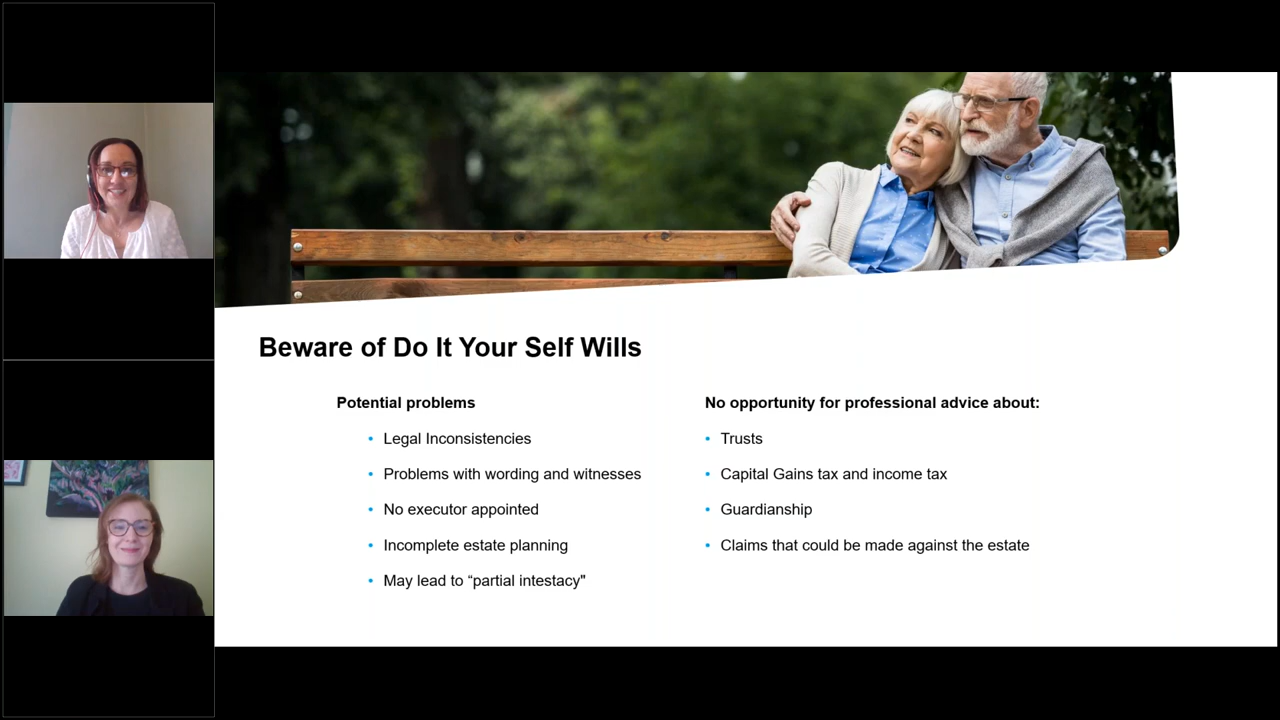 Beware of Do It Your Self Wills
Potential problems
• Legal Inconsistencies
• Problems with wording and witnesses
• No executor appointed
• Incomplete estate planning
• May lead to “partial intestacy"
No opportunity for professional advice about:
• Trusts
• Capital Gains tax and income tax
• Guardianship
• Claims that could be made against the estate